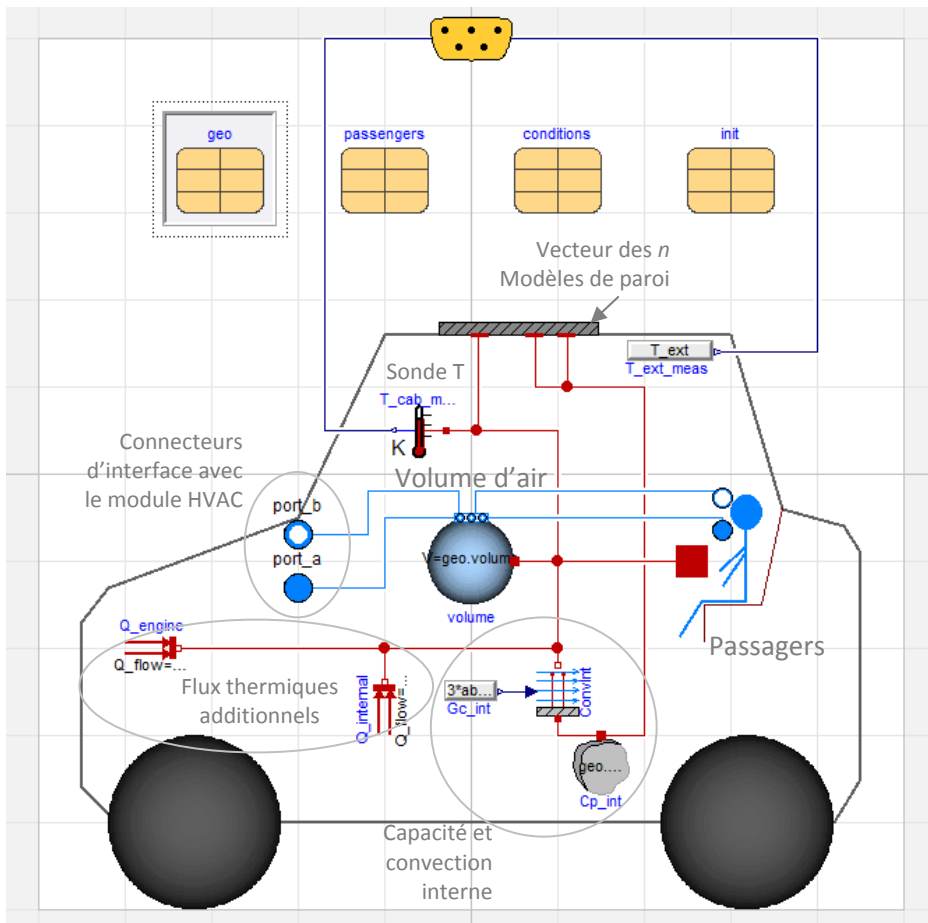 geo
passengers
conditions
init
Vecteur des n
Modèles de paroi
T_ext
T_ext_meas
Sonde T
T_cab_m...
K
Connecteurs
d’interface avec
le module HVAC
Volume d’air
port_b
port_a
V=geo.volum
volume
Q_engine
Q_flow=...
Flux thermiques
additionnels
Q_internal
Q_flow=...
3*ab...
Gc_int
ConvInt
Passagers
geo....
Cp_int
Capacité et
convection
interne